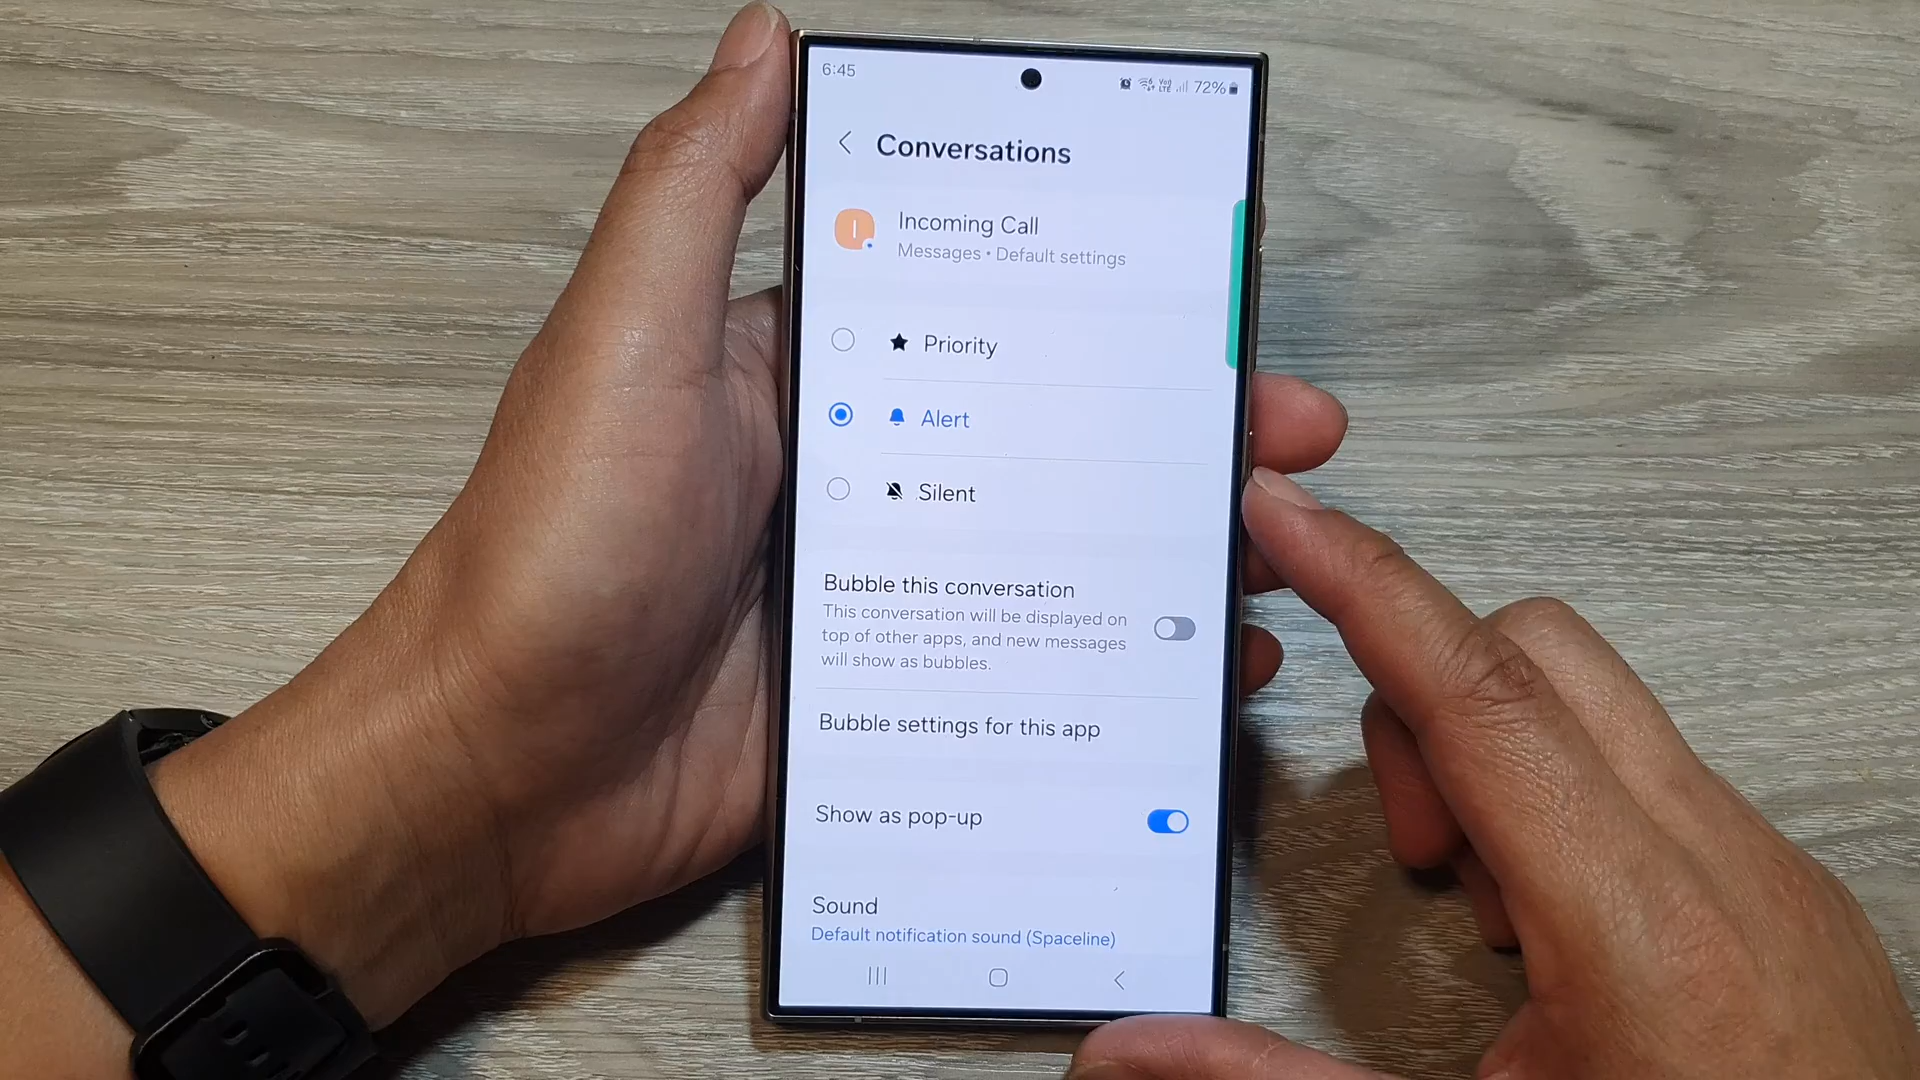 6:45
72%
Conversations
I
Incoming Call
Messages • Default settings
Priority
Alert
Silent
Bubble this conversation
This conversation will be displayed on
top of other apps, and new messages
will show as bubbles.
Bubble settings for this app
Show as pop-up
Sound
Default notification sound (Spaceline)